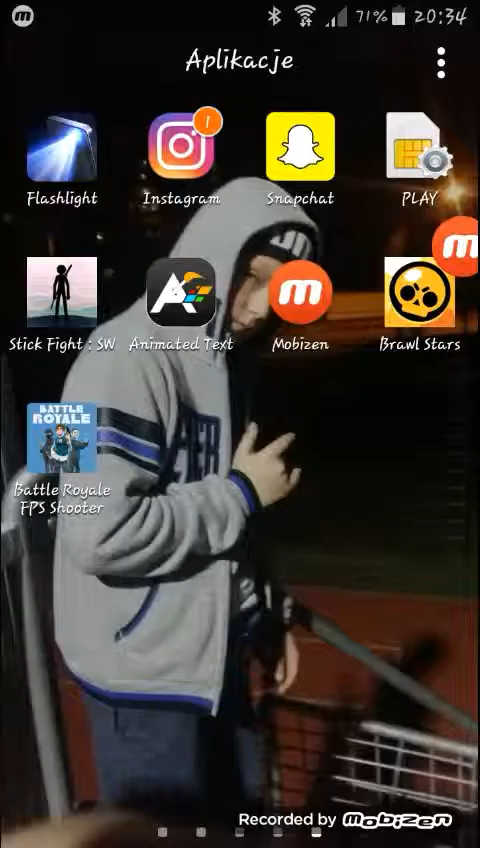 71% 20:34
Aplikacje
1
Flashlight Instagram Snapchat PLAY
Stick Fight : SW Animated Text Mobizen Brawl Stars
BATTLE
ROYALE
Battle Royale
FPS Shooter
Recorded by Mobizen